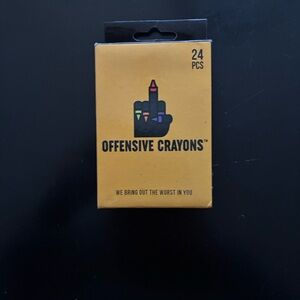 24
PCS
OFFENSIVE CRAYONS™
WE BRING OUT THE WORST IN YOU